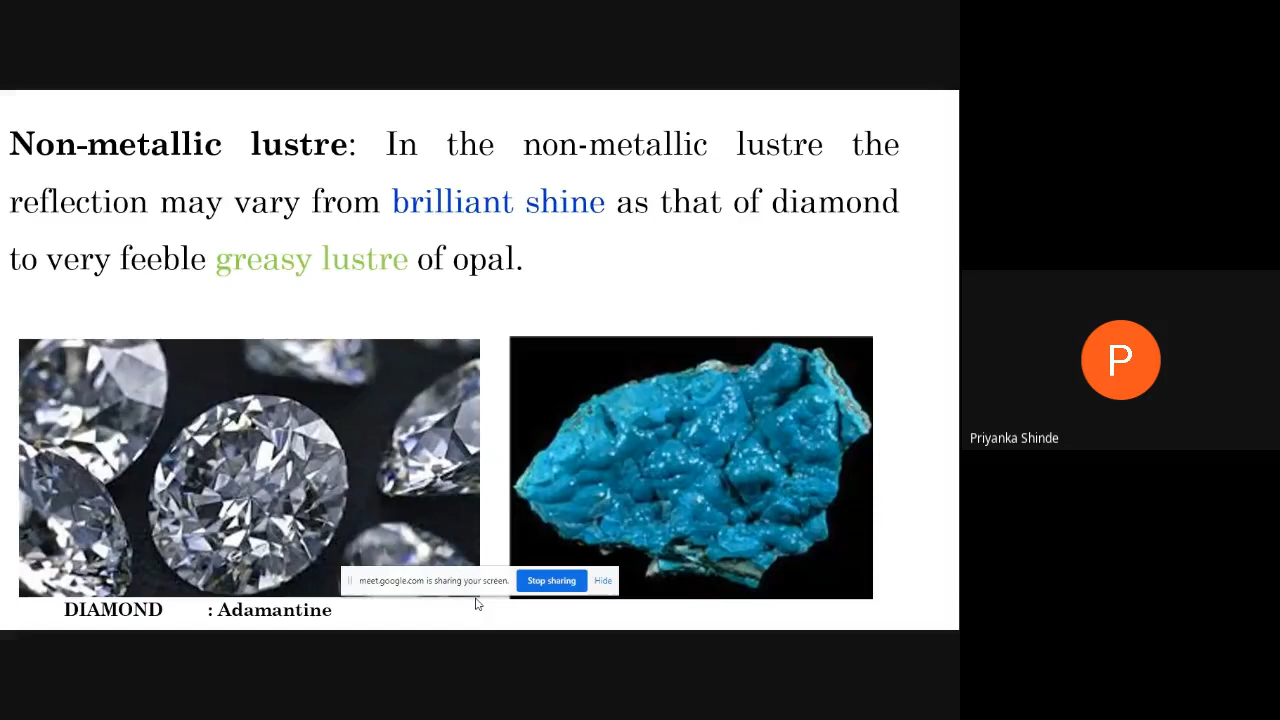 Non-metallic lustre: In the non-metallic lustre the
reflection may vary from brilliant shine as that of diamond
to very feeble greasy lustre of opal.
meet.google.com is sharing your screen.
Stop sharing
Hide
DIAMOND : Adamantine
P
Priyanka Shinde